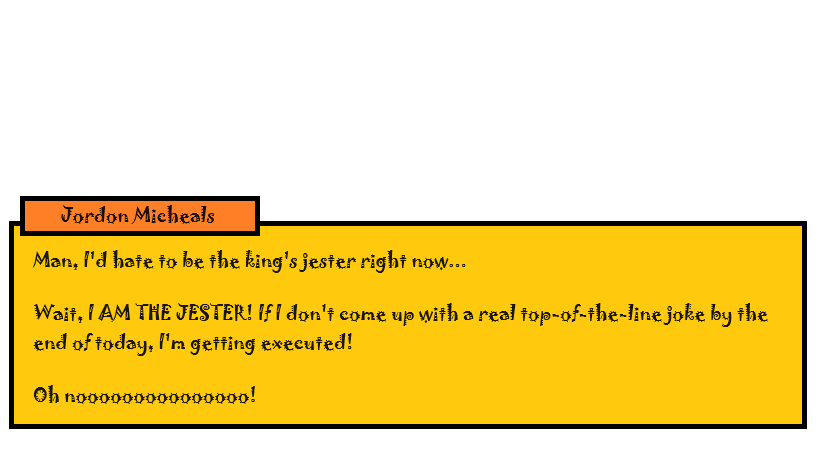 Jordon Micheals
Man, I'd hate to be the king's jester right now...
Wait, I AM THE JESTER! If I don't come up with a real top-of-the-line joke by the
end of today, I'm getting executed!
Oh nooooooooooooooo!